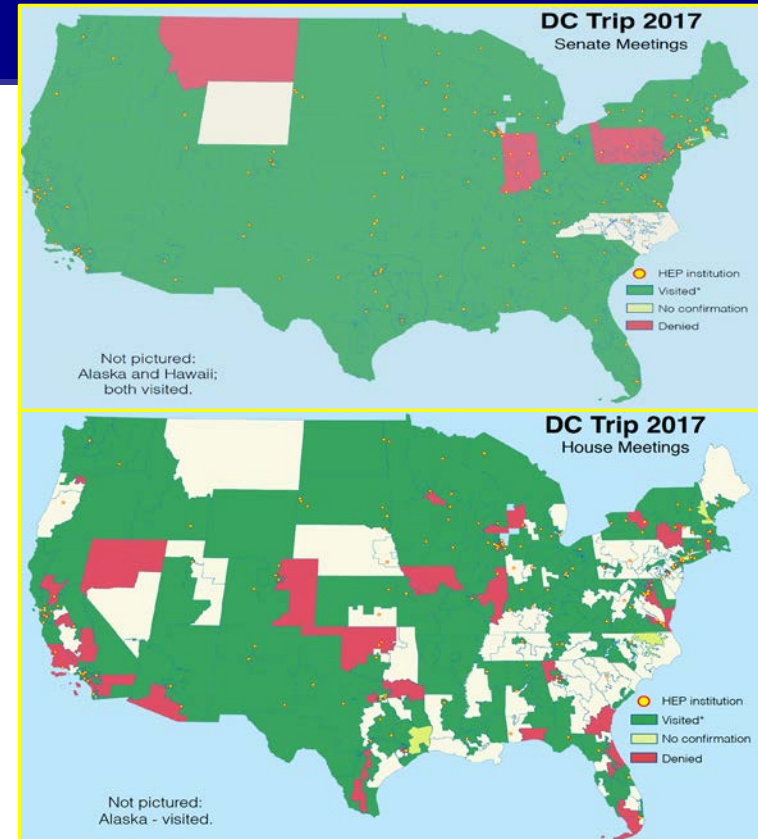 DC Trip 2017
Senate Meetings
HEP institution
Visited*
No confirmation
Denied
Not pictured:
Alaska and Hawaii;
both visited.
DC Trip 2017
House Meetings
HEP institution
Visited*
No confirmation
Denied
Not pictured:
Alaska - visited.